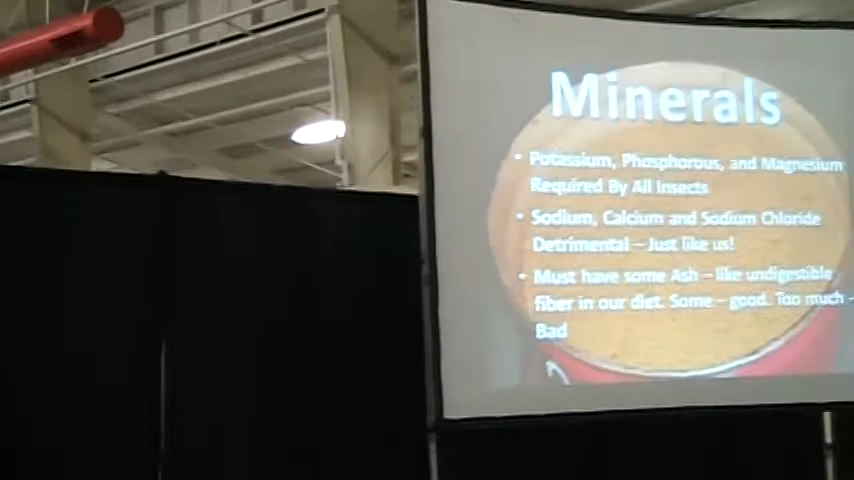 Minerals
• Potassium, Phosphorous, and Magnesium
Required By All Insects
• Sodium, Calcium and Sodium Chloride
Detrimental – Just like us!
• Must have some Ash – like undigestible
fiber in our diet. Some – good. Too much -
Bad